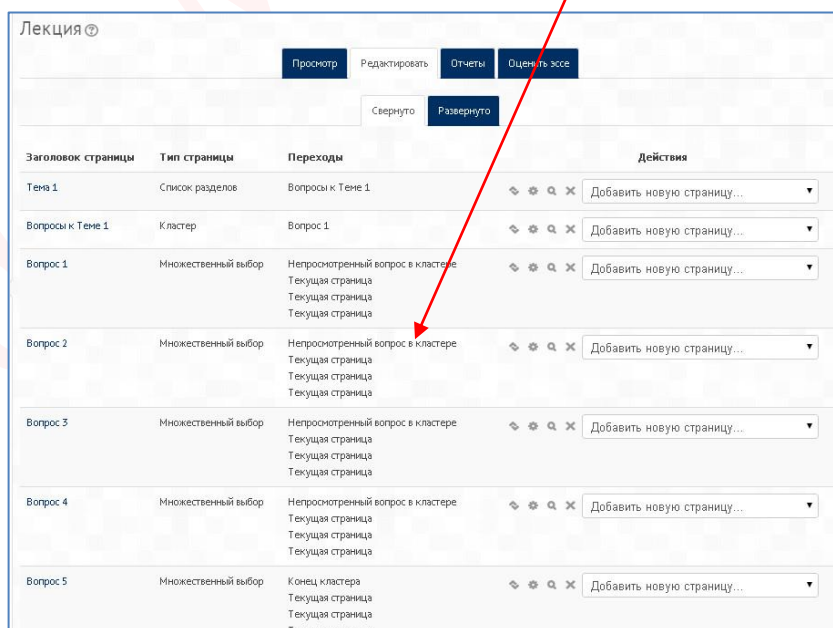 Лекция
Просмотр Редактировать Отчеты Оценить эссе
Свернуто Развернуто
Заголовок страницы Тип страницы Переходы Действия
Тема 1 Список разделов Вопросы к Теме 1 Добавить новую страницу...
Вопросы к Теме 1 Кластер Вопрос 1 Добавить новую страницу...
Вопрос 1 Множественный выбор Непросмотренный вопрос в кластере Добавить новую страницу...
Текущая страница
Текущая страница
Текущая страница
Вопрос 2 Множественный выбор Непросмотренный вопрос в кластере Добавить новую страницу...
Текущая страница
Текущая страница
Текущая страница
Вопрос 3 Множественный выбор Непросмотренный вопрос в кластере Добавить новую страницу...
Текущая страница
Текущая страница
Текущая страница
Вопрос 4 Множественный выбор Непросмотренный вопрос в кластере Добавить новую страницу...
Текущая страница
Текущая страница
Текущая страница
Вопрос 5 Множественный выбор Конец кластера Добавить новую страницу...
Текущая страница
Текущая страница